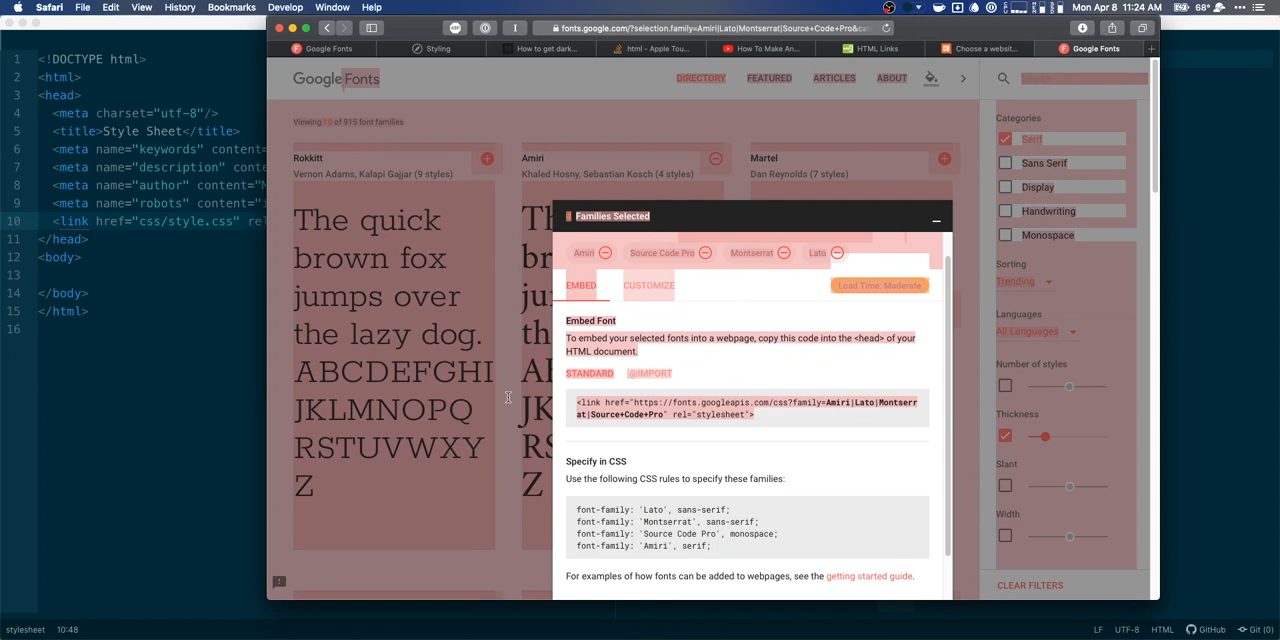 Safari File Edit View History Bookmarks Develop Window Help
Mon Apr 8 11:24 AM 68°
fonts.google.com/?selection.family=Amiri|Lato|Montserrat|Source+Code+Pro&cate
Google Fonts
Styling
How to get dark...
html - Apple Tou...
How To Make An...
HTML Links
Choose a websit...
Google Fonts
1 <!DOCTYPE html>
2 <html>
3 <head>
4 <meta charset="utf-8"/>
5 <title>Style Sheet</title>
6 <meta name="keywords" content=
7 <meta name="description" conte
8 <meta name="author" content="M
9 <meta name="robots" content="i
10 <link href="css/style.css" rel
11 </head>
12 <body>
13
14 </body>
15 </html>
16
Google Fonts
DIRECTORY FEATURED ARTICLES ABOUT
Viewing 10 of 915 font families
Rokkitt
Vernon Adams, Kalapi Gajjar (9 styles)
The quick
brown fox
jumps over
the lazy dog.
ABCDEFGHI
JKLMNOPQ
RSTUVWXY
Z
Amiri
Khaled Hosny, Sebastian Kosch (4 styles)
Martel
Dan Reynolds (7 styles)
Families Selected
Amiri Source Code Pro Montserrat Lato
EMBED CUSTOMIZE Load Time: Moderate
Embed Font
To embed your selected fonts into a webpage, copy this code into the <head> of your
HTML document.
STANDARD @IMPORT
<link href="https://fonts.googleapis.com/css?family=Amiri|Lato|Montserr
at|Source+Code+Pro" rel="stylesheet">
Specify in CSS
Use the following CSS rules to specify these families:
font-family: 'Lato', sans-serif;
font-family: 'Montserrat', sans-serif;
font-family: 'Source Code Pro', monospace;
font-family: 'Amiri', serif;
For examples of how fonts can be added to webpages, see the getting started guide.
Categories
Serif
Sans Serif
Display
Handwriting
Monospace
Sorting
Trending
Languages
All Languages
Number of styles
Thickness
Slant
Width
CLEAR FILTERS
stylesheet 10:48
LF UTF-8 HTML GitHub Git (0)